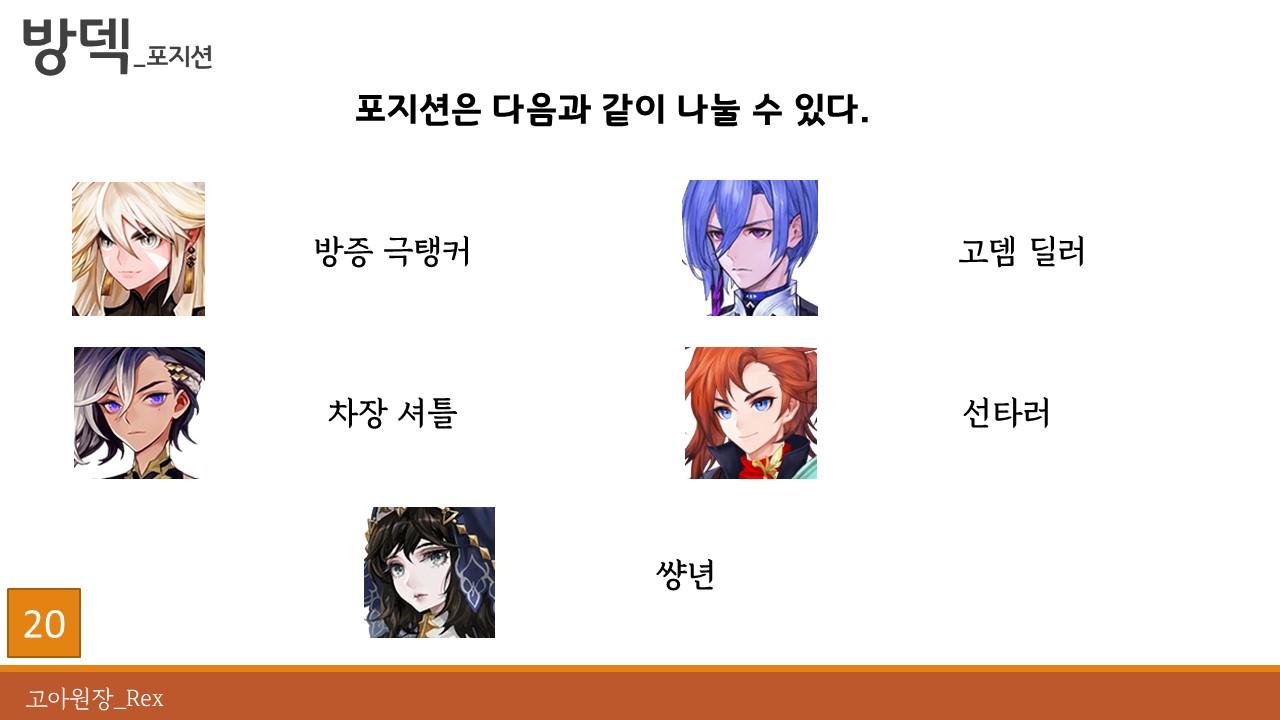 방덱_포지션
포지션은 다음과 같이 나눌 수 있다.
방증 극탱커
고뎀 딜러
차장 셔틀
선타러
썅년
20
고아원장_Rex